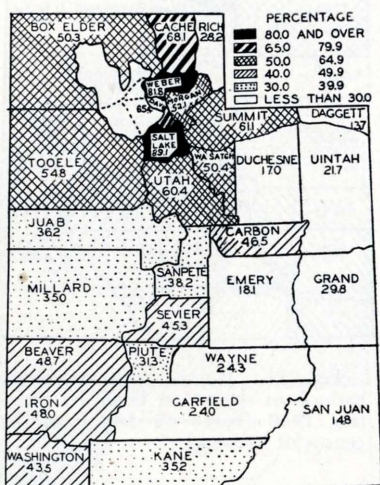 PERCENTAGE
80.0 AND OVER
65.0 79.9
50.0 64.9
40.0 49.9
30.0 39.9
LESS THAN 30.0
BOX ELDER
50.3
CACHE
68.1
RICH
28.2
WEBER
81.8
MORGAN
53.1
DAVIS
SUMMIT
61.1
DAGGETT
13.7
SALT
LAKE
89.1
TOOELE
54.8
WASATCH
50.4
DUCHESNE
17.0
UINTAH
21.7
UTAH
60.4
JUAB
36.2
CARBON
46.5
SANPETE
38.2
MILLARD
35.0
EMERY
18.1
GRAND
29.8
SEVIER
45.3
BEAVER
48.7
PIUTE
31.3
WAYNE
24.3
IRON
48.0
GARFIELD
24.0
SAN JUAN
14.8
WASHINGTON
43.5
KANE
35.2